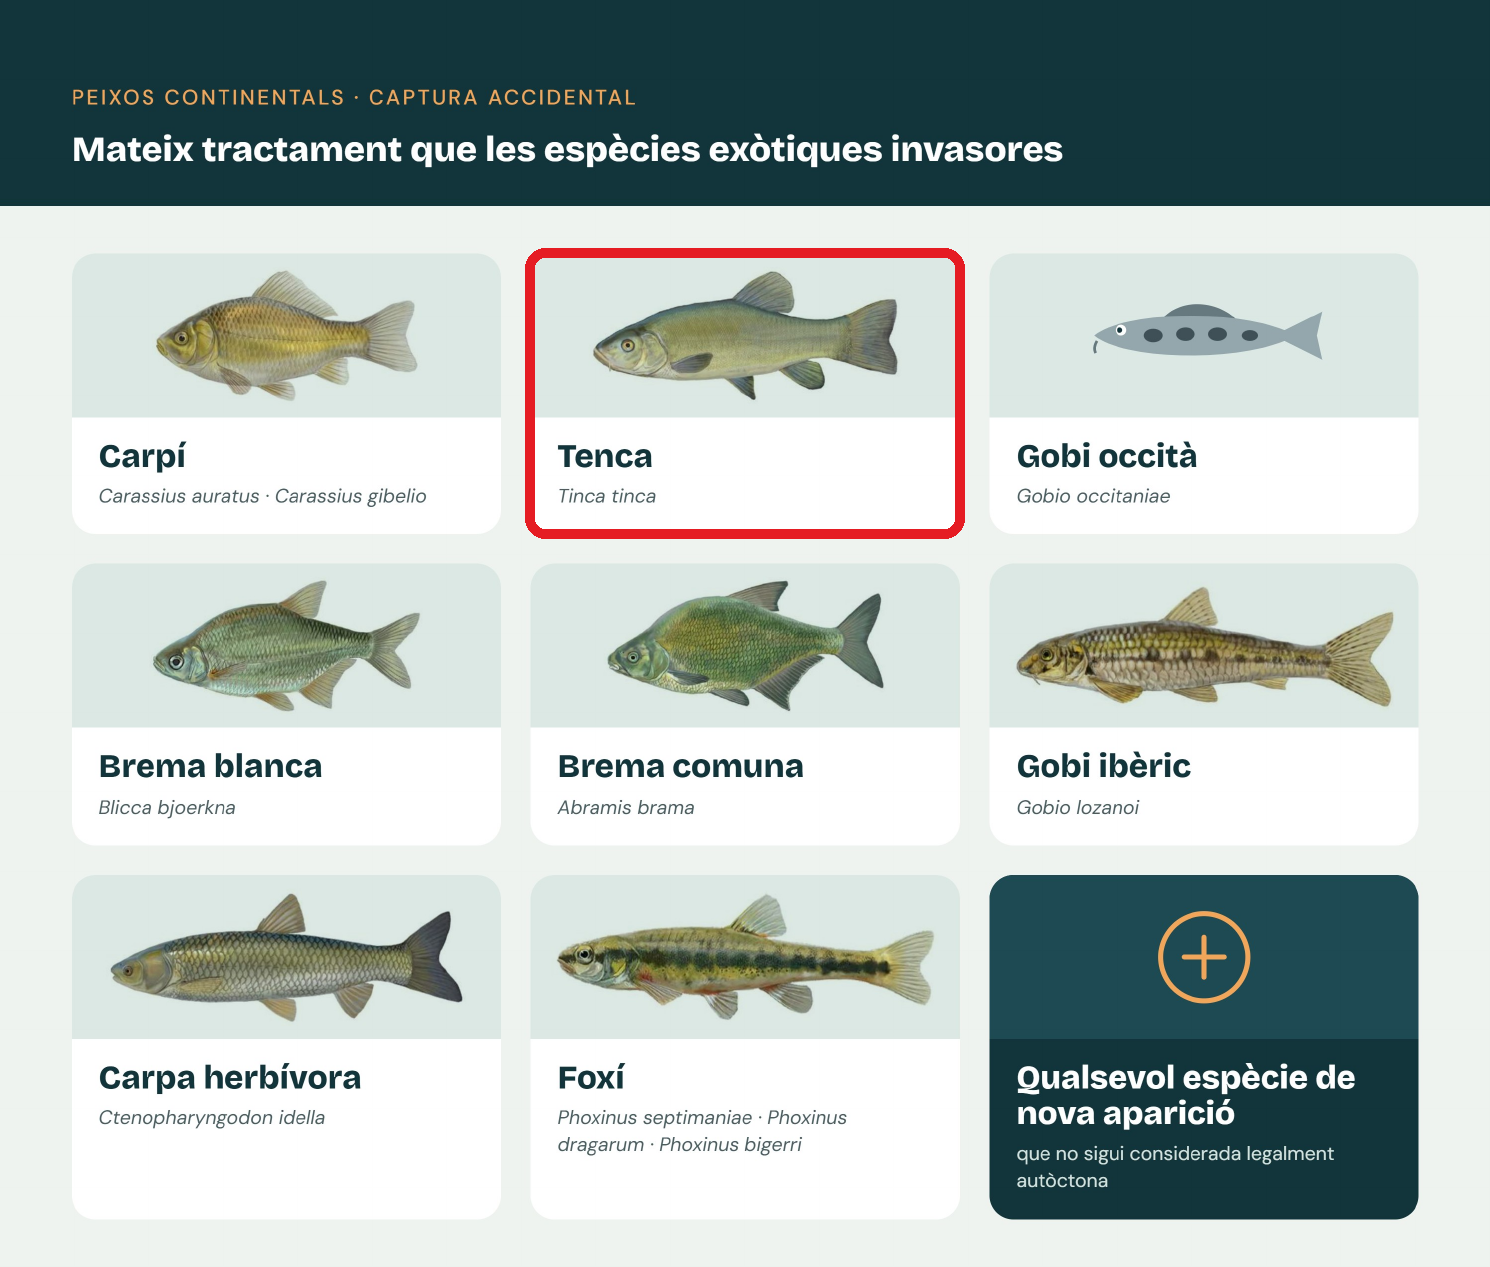 PEIXOS CONTINENTALS · CAPTURA ACCIDENTAL
Mateix tractament que les espècies exòtiques invasores
Carpí
Carassius auratus · Carassius gibelio
Tenca
Tinca tinca
Gobi occità
Gobio occitaniae
Brema blanca
Blicca bjoerkna
Brema comuna
Abramis brama
Gobi ibèric
Gobio lozanoi
Carpa herbívora
Ctenopharyngodon idella
Foxí
Phoxinus septimaniae · Phoxinus
dragarum · Phoxinus bigerri
Qualsevol espècie de
nova aparició
que no sigui considerada legalment
autòctona